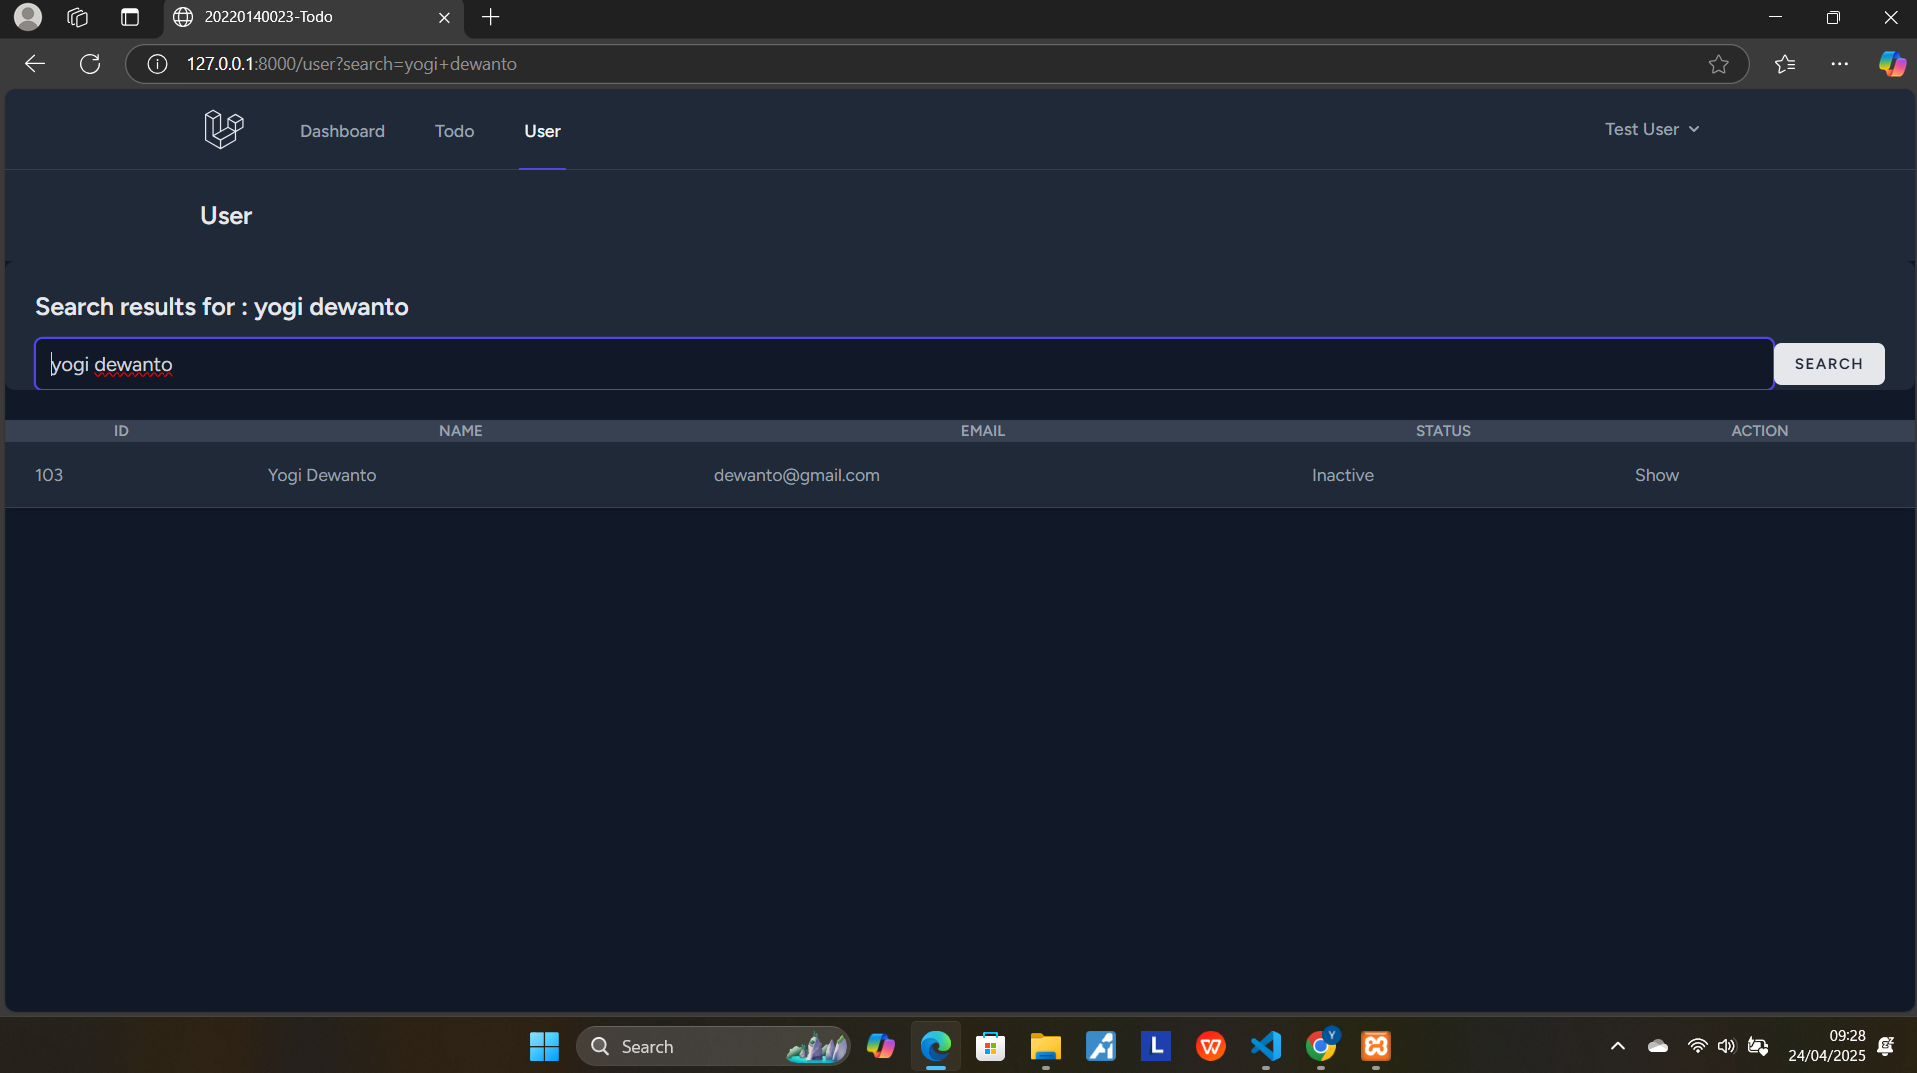 20220140023-Todo
127.0.0.1:8000/user?search=yogi+dewanto
Dashboard Todo User Test User
User
Search results for : yogi dewanto
yogi dewanto SEARCH
ID NAME EMAIL STATUS ACTION
103 Yogi Dewanto dewanto@gmail.com Inactive Show
Search L W Y
09:28
24/04/2025